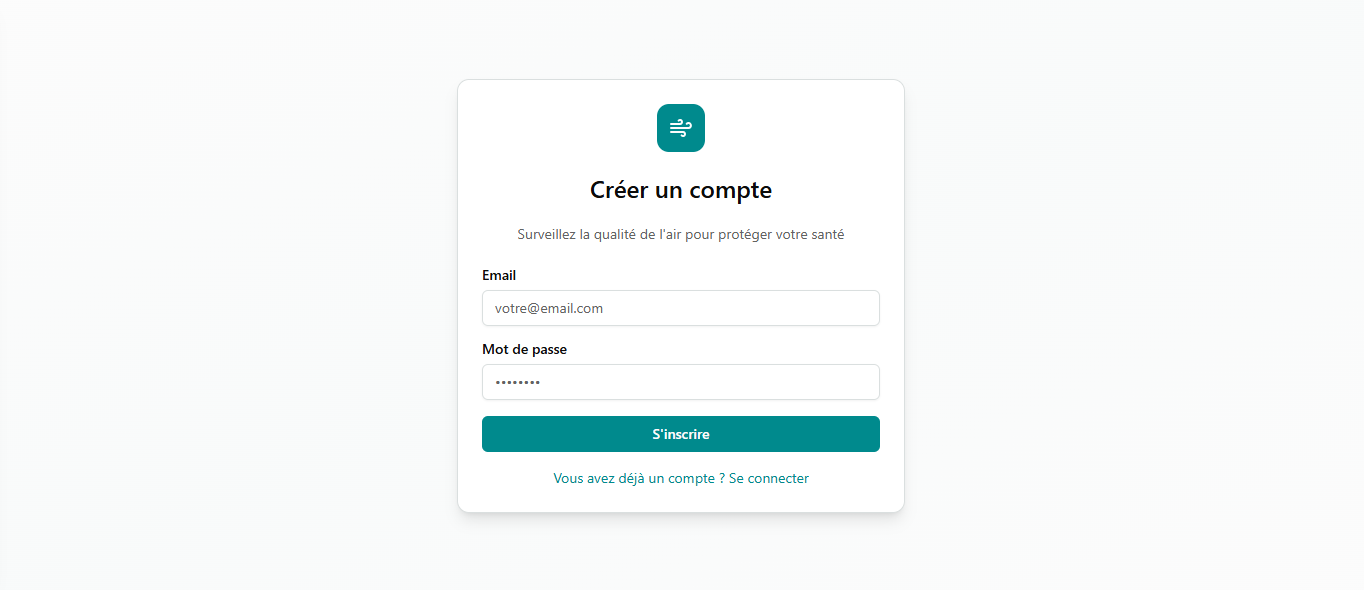 Créer un compte
Surveillez la qualité de l'air pour protéger votre santé
Email
votre@email.com
Mot de passe
••••••••
S'inscrire
Vous avez déjà un compte ? Se connecter